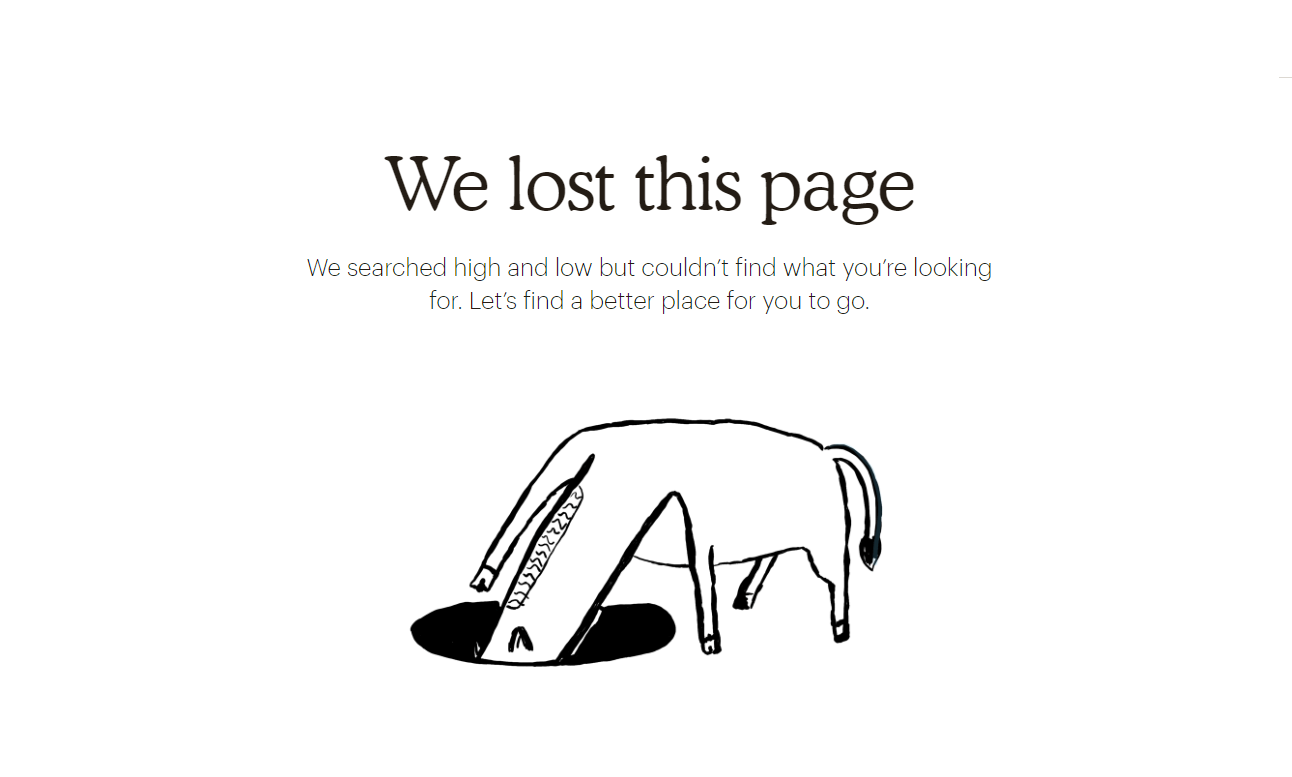 We lost this page
We searched high and low but couldn’t find what you’re looking
for. Let’s find a better place for you to go.